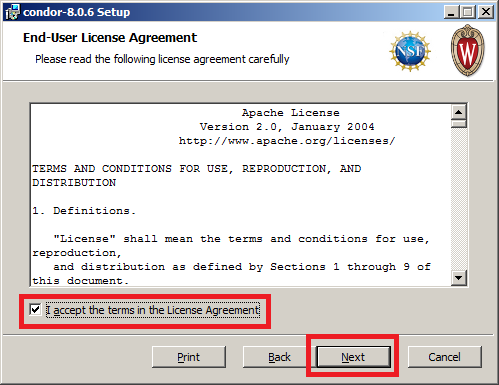 condor-8.0.6 Setup
End-User License Agreement
Please read the following license agreement carefully
NSF
W
Apache License
Version 2.0, January 2004
http://www.apache.org/licenses/
TERMS AND CONDITIONS FOR USE, REPRODUCTION, AND
DISTRIBUTION
1. Definitions.
"License" shall mean the terms and conditions for use,
reproduction,
and distribution as defined by Sections 1 through 9 of
this document.
I accept the terms in the License Agreement
Print
Back
Next
Cancel